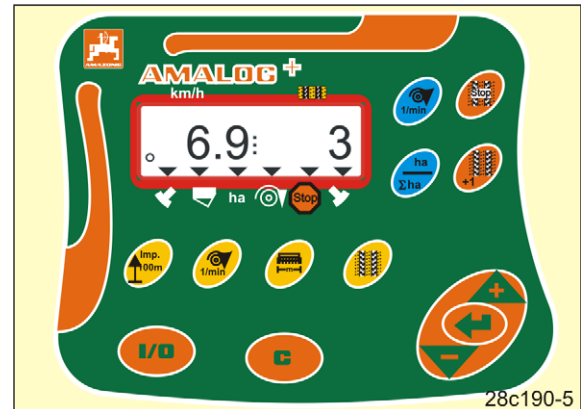 AMAZONE
AMALOG+
km/h
6.9 3
ha
Stop
1/min
Stop
ha
Σha
+1
Imp.
100m
1/min
m
+
−
I/O
C
28c190-5